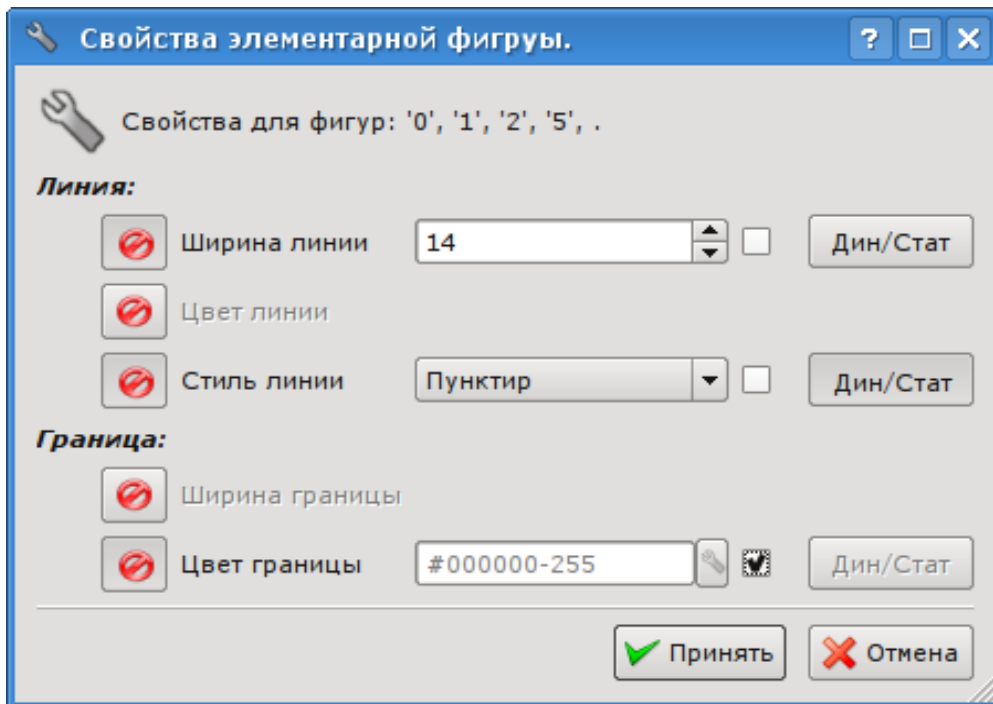 Свойства элементарной фигруы. ?
Свойства для фигур: '0', '1', '2', '5', .
Линия:
Ширина линии 14 Дин/Стат
Цвет линии
Стиль линии Пунктир Дин/Стат
Граница:
Ширина границы
Цвет границы #000000-255 Дин/Стат
Принять Отмена